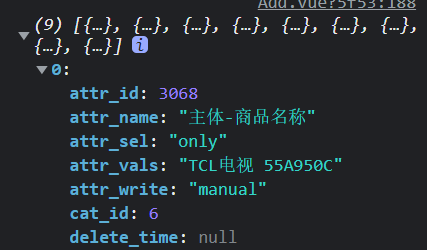 Add.vue?5f53:188
(9) [{…}, {…}, {…}, {…}, {…}, {…}, {…},
{…}, {…}] i
0:
attr_id: 3068
attr_name: "主体-商品名称"
attr_sel: "only"
attr_vals: "TCL电视 55A950C"
attr_write: "manual"
cat_id: 6
delete_time: null